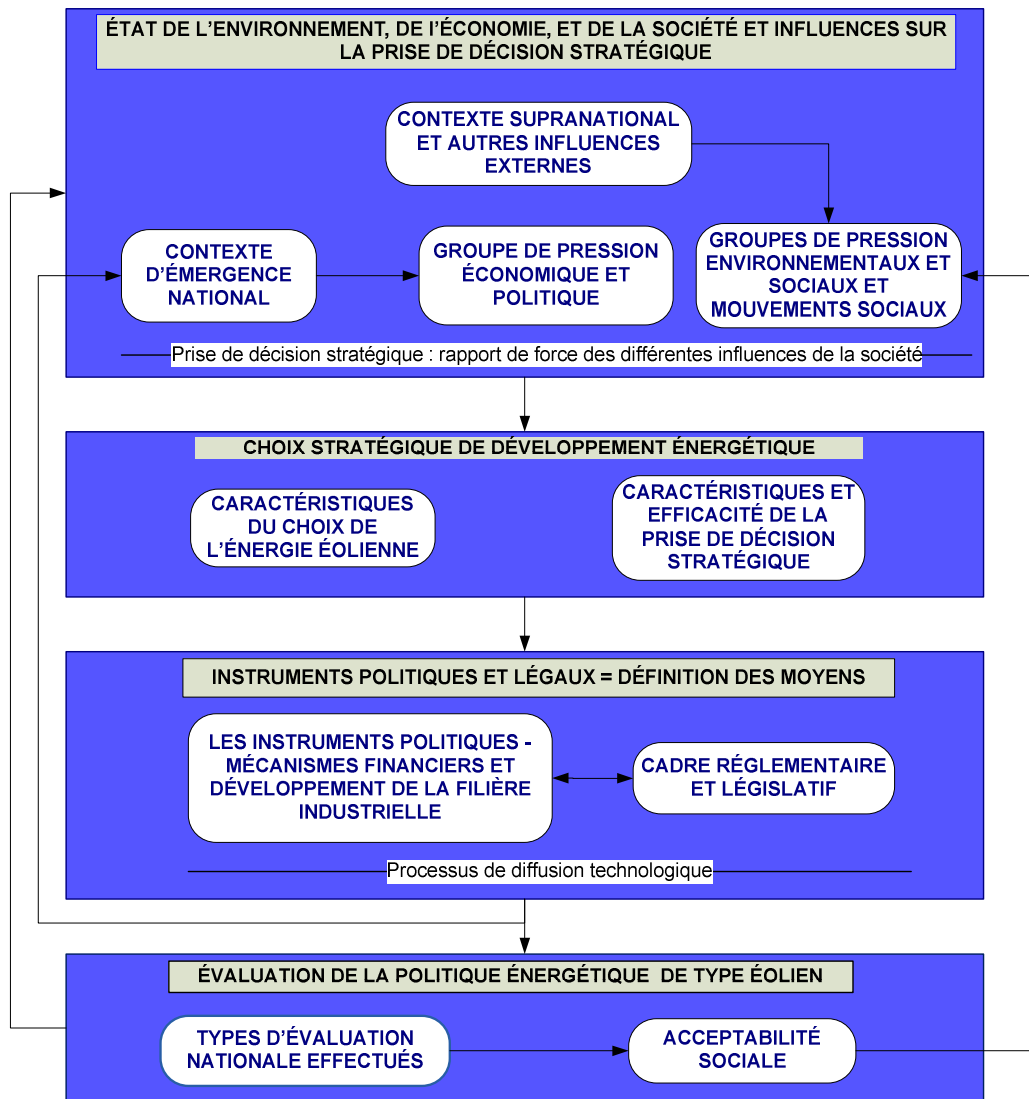 ÉTAT DE L'ENVIRONNEMENT, DE l'ÉCONOMIE, ET DE LA SOCIÉTÉ ET INFLUENCES SUR
LA PRISE DE DÉCISION STRATÉGIQUE
CONTEXTE SUPRANATIONAL
ET AUTRES INFLUENCES
EXTERNES
CONTEXTE
D'ÉMERGENCE
NATIONAL
GROUPE DE PRESSION
ÉCONOMIQUE ET
POLITIQUE
GROUPES DE PRESSION
ENVIRONNEMENTAUX ET
SOCIAUX ET
MOUVEMENTS SOCIAUX
Prise de décision stratégique : rapport de force des différentes influences de la société
CHOIX STRATÉGIQUE DE DÉVELOPPEMENT ÉNERGÉTIQUE
CARACTÉRISTIQUES
DU CHOIX DE
L'ÉNERGIE ÉOLIENNE
CARACTÉRISTIQUES ET
EFFICACITÉ DE LA
PRISE DE DÉCISION
STRATÉGIQUE
INSTRUMENTS POLITIQUES ET LÉGAUX = DÉFINITION DES MOYENS
LES INSTRUMENTS POLITIQUES -
MÉCANISMES FINANCIERS ET
DÉVELOPPEMENT DE LA FILIÈRE
INDUSTRIELLE
CADRE RÉGLEMENTAIRE
ET LÉGISLATIF
Processus de diffusion technologique
ÉVALUATION DE LA POLITIQUE ÉNERGÉTIQUE DE TYPE ÉOLIEN
TYPES D'ÉVALUATION
NATIONALE EFFECTUÉS
ACCEPTABILITÉ
SOCIALE